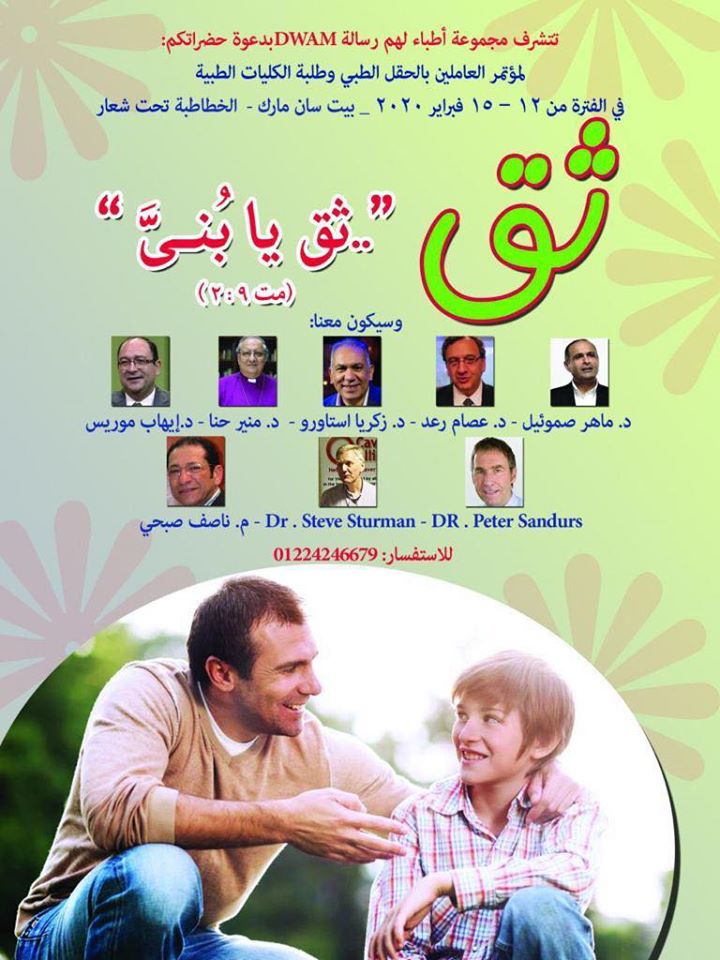 تتشرف مجموعة أطباء لهم رسالة DWAM بدعوة حضراتكم:
لمؤتمر العاملين بالحقل الطبي وطلبة الكليات الطبية
في الفترة من ١٢ – ١٥ فبراير ٢٠٢٠ _ بيت سان مارك - الخطاطبة تحت شعار
ثق
”..ثق يا بُنـىَّ “
(مت ٩ : ٢)
وسيكون معنا:
د. ماهر صموئيل - د. عصام رعد - د. زكريا استاورو - د. منير حنا - د.إيهاب موريس
Dr . Steve Sturman - DR . Peter Sandurs - م. ناصف صبحي
للاستفسار: 01224246679